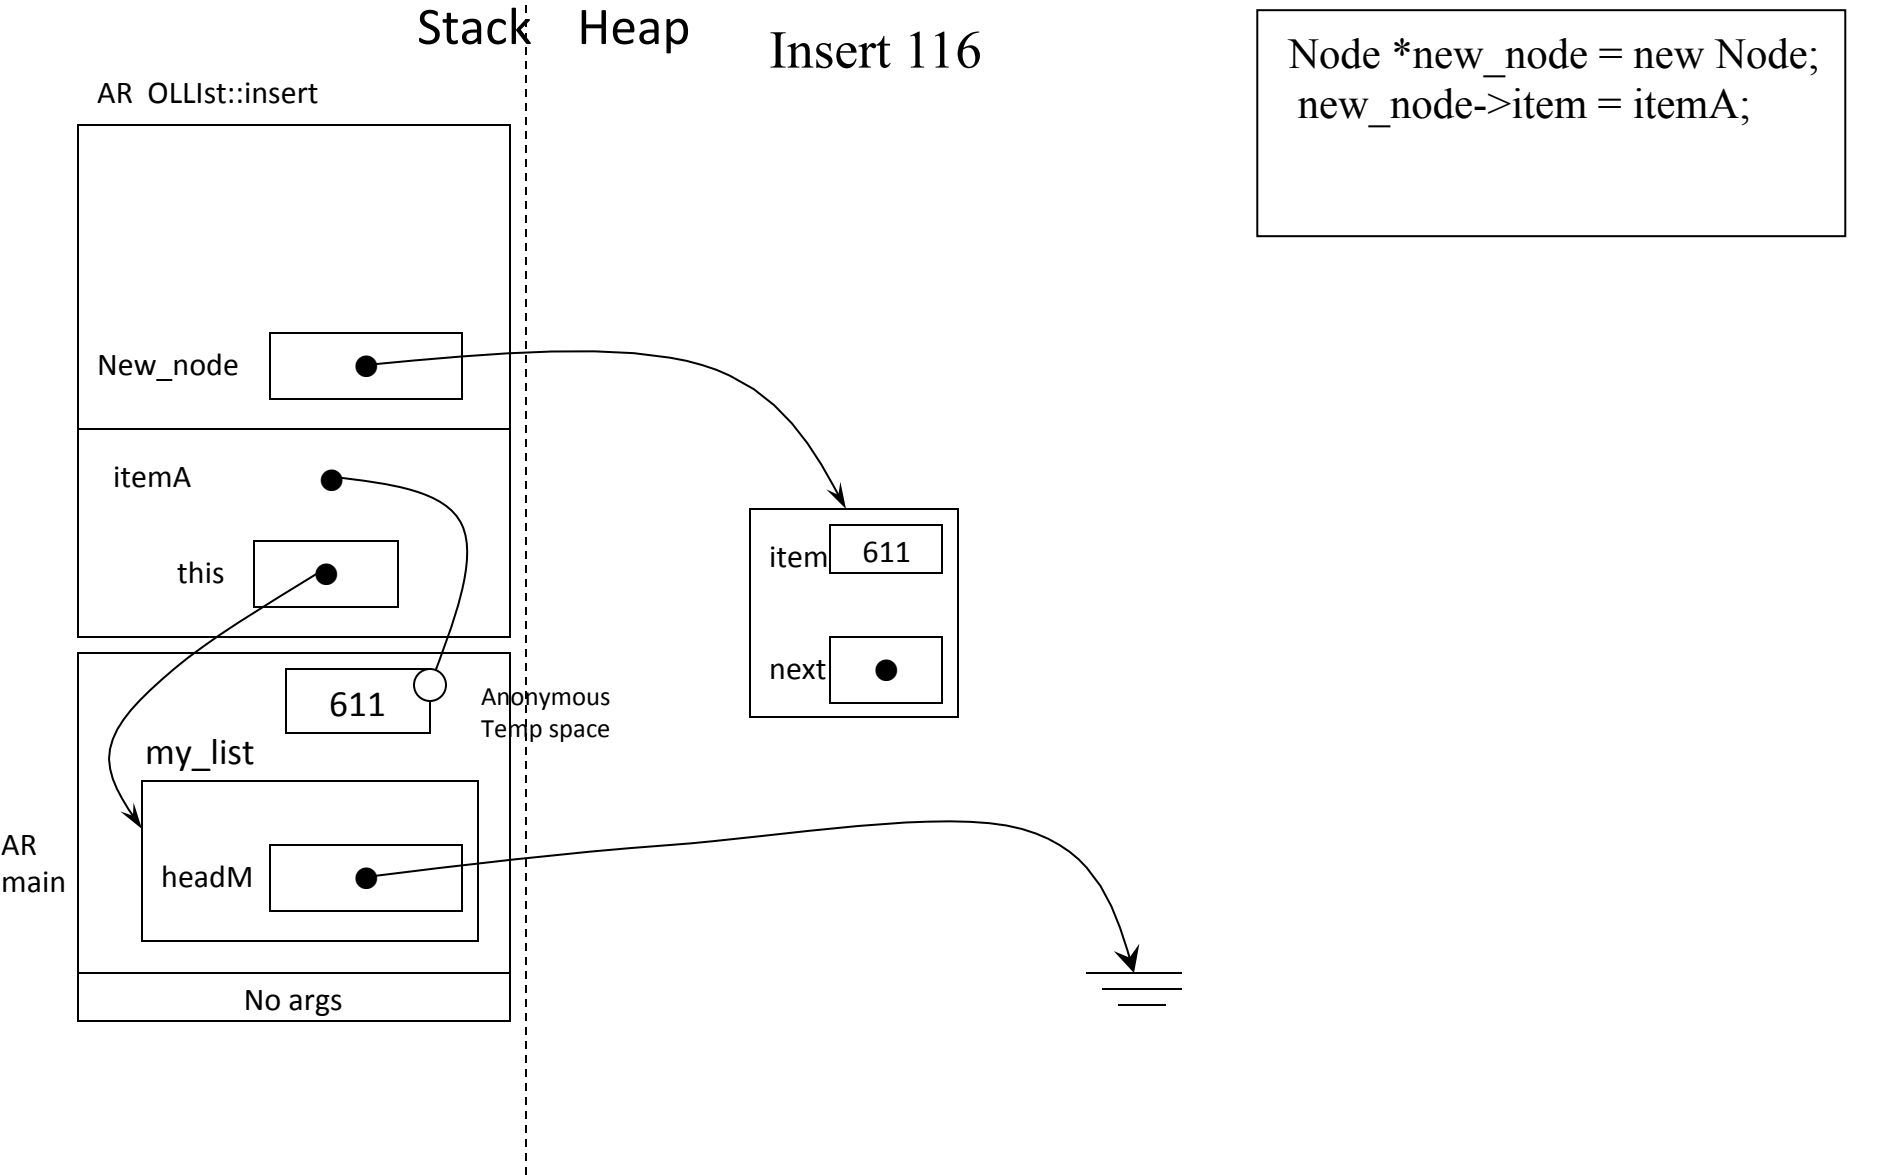 Stack
Heap
Insert 116
Node *new_node = new Node;
new_node->item = itemA;
AR OLLIst::insert
New_node
itemA
this
item
611
next
611
Anonymous
Temp space
my_list
AR
main
headM
No args